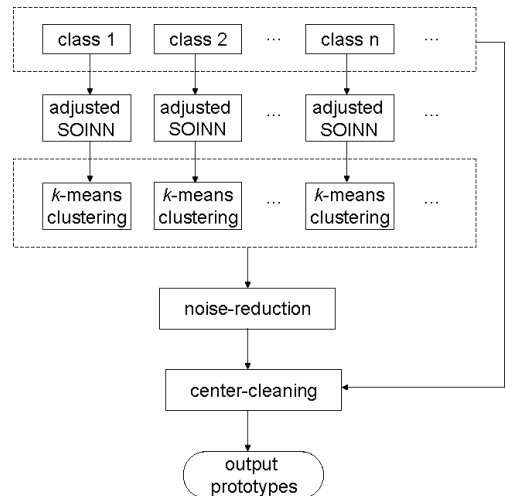 class 1 class 2 ... class n ...
adjusted adjusted adjusted
SOINN SOINN ... SOINN ...
k-means k-means k-means
clustering clustering ... clustering ...
noise-reduction
center-cleaning
output
prototypes